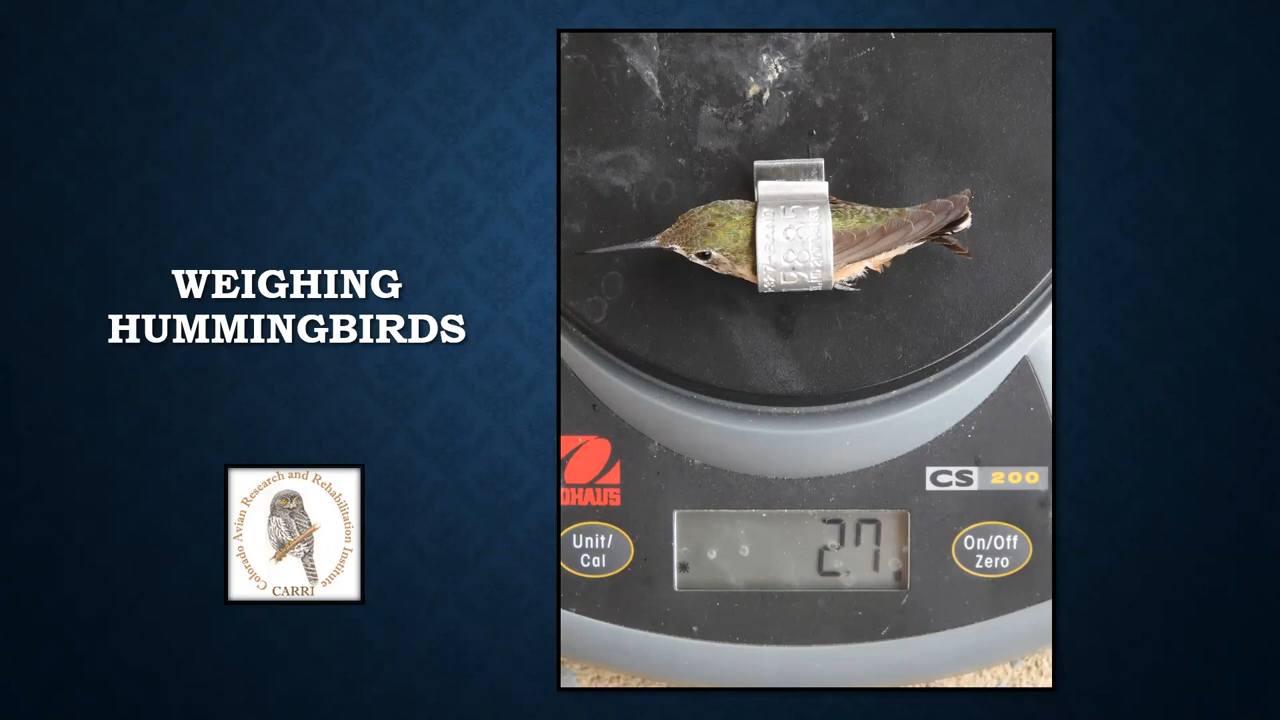 WEIGHING
HUMMINGBIRDS
Colorado Avian Research and Rehabilitation Institute
CARRI
15885
OHAUS
CS 200
Unit/
Cal
2.7
On/Off
Zero